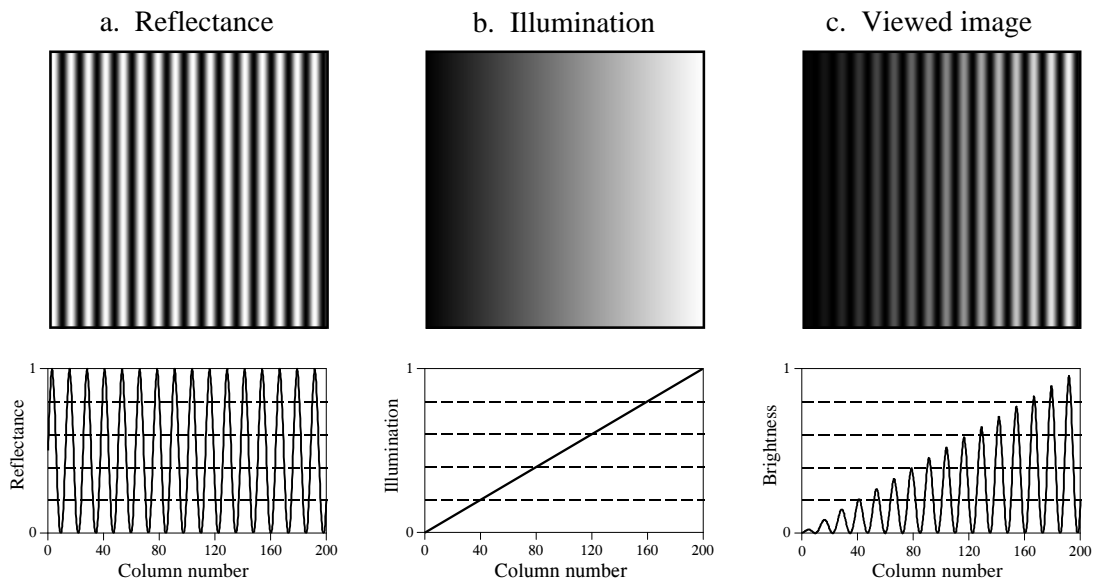 a. Reflectance
b. Illumination
c. Viewed image
1
Reflectance
0
0 40 80 120 160 200
Column number
1
Illumination
0
0 40 80 120 160 200
Column number
1
Brightness
0
0 40 80 120 160 200
Column number